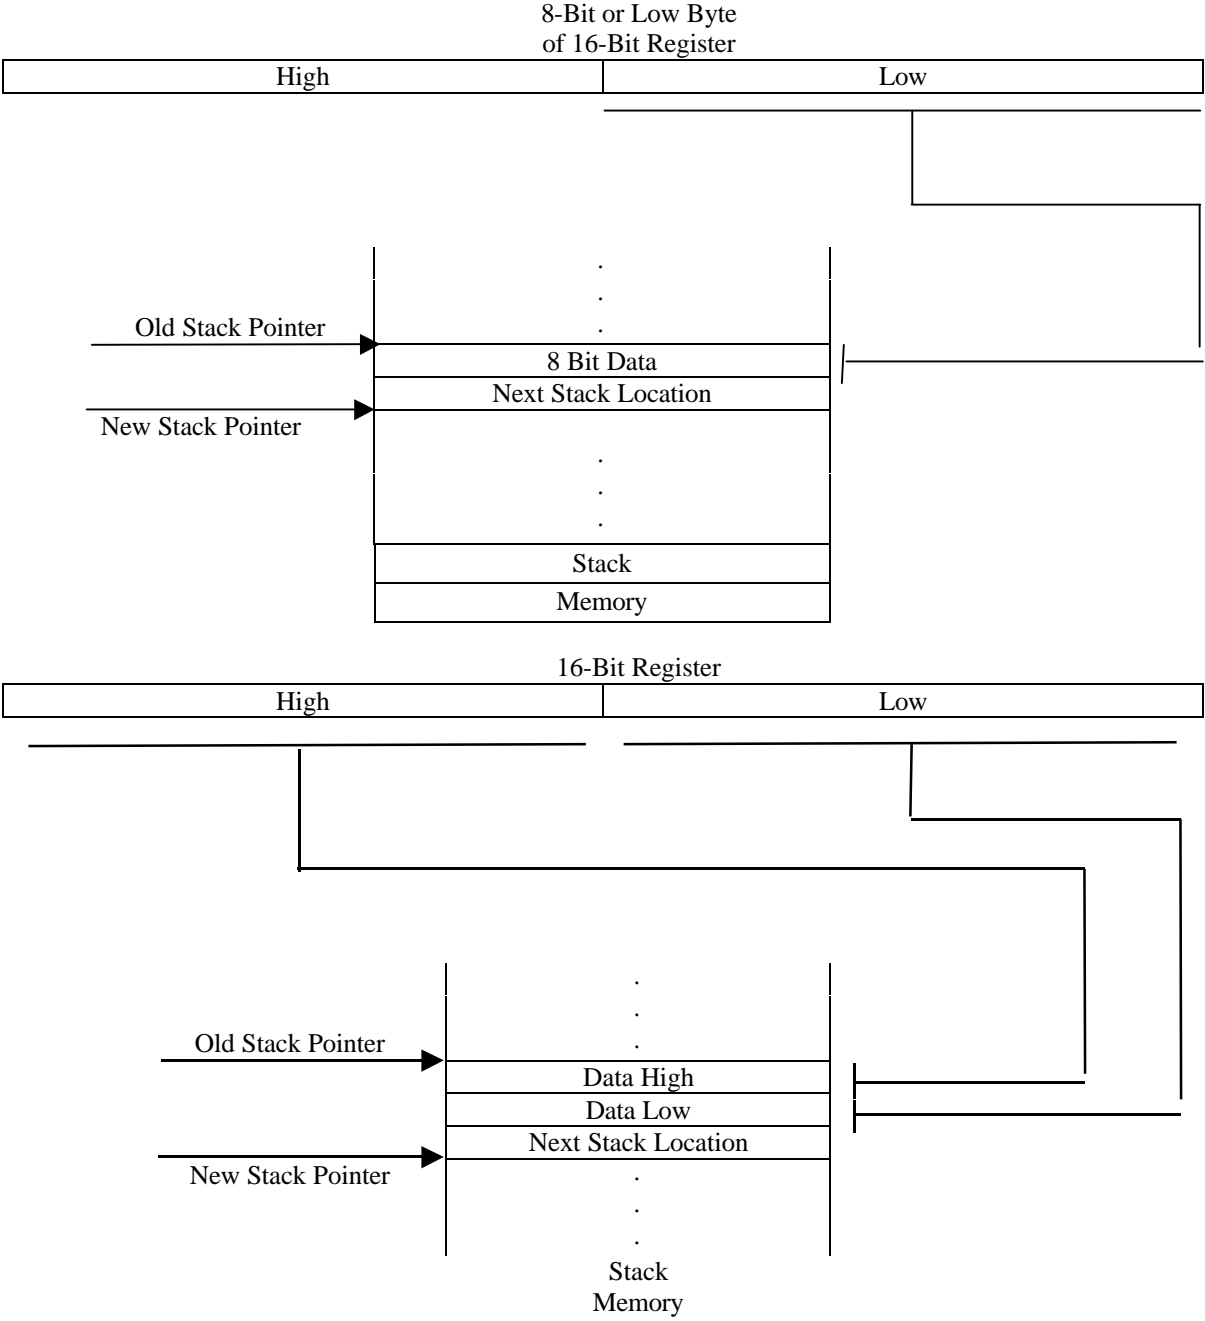 8-Bit or Low Byte
of 16-Bit Register
High Low
.
.
.
Old Stack Pointer
8 Bit Data
Next Stack Location
New Stack Pointer
.
.
.
Stack
Memory
16-Bit Register
High Low
.
.
.
Old Stack Pointer
Data High
Data Low
Next Stack Location
New Stack Pointer
.
.
.
Stack
Memory